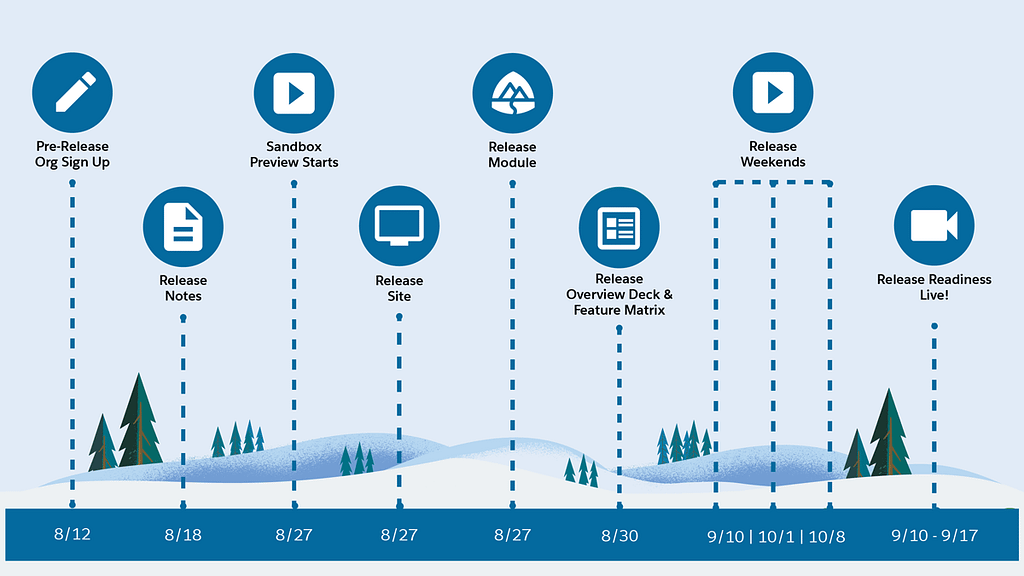 Pre-Release
Org Sign Up
Sandbox
Preview Starts
Release
Module
Release
Weekends
Release
Notes
Release
Site
Release
Overview Deck &
Feature Matrix
Release Readiness
Live!
8/12
8/18
8/27
8/27
8/27
8/30
9/10 | 10/1 | 10/8
9/10 - 9/17